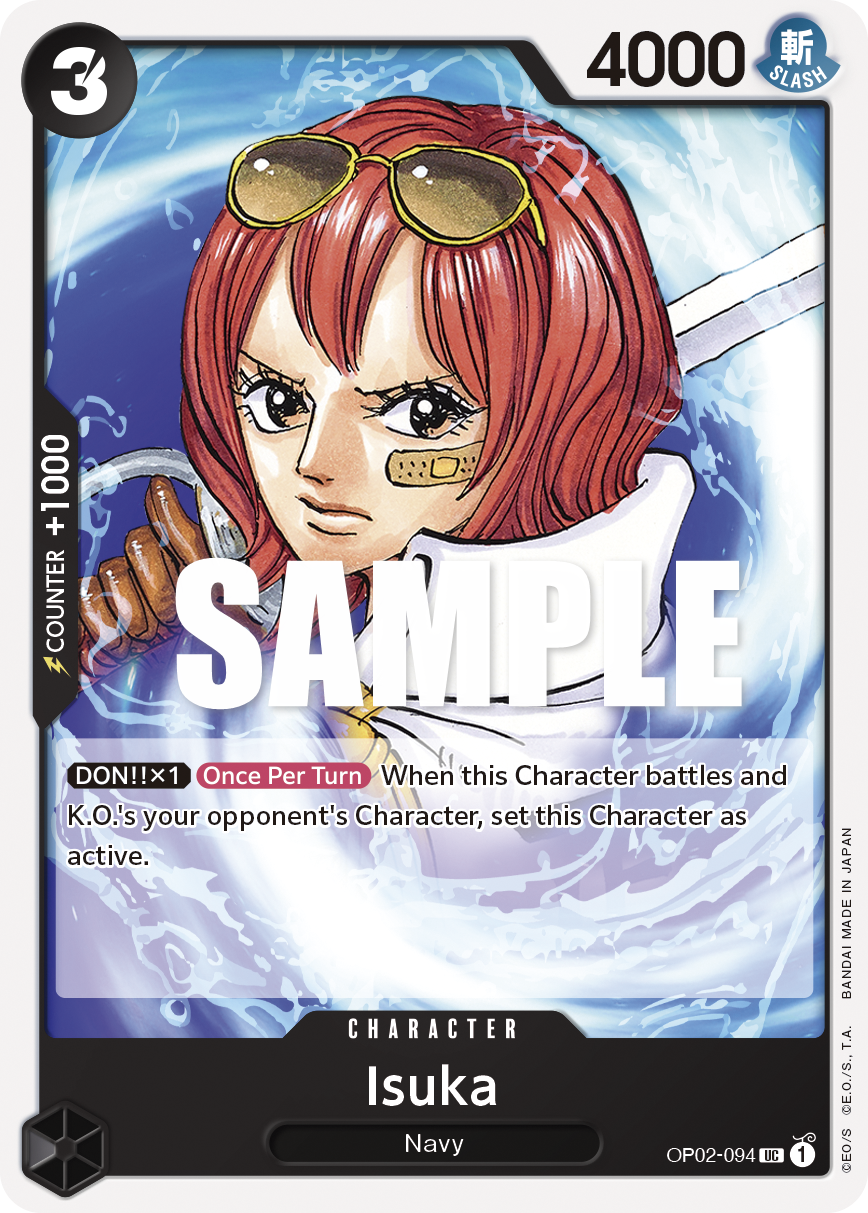 3
4000
斬
SLASH
COUNTER +1000
SAMPLE
DON!!×1 Once Per Turn When this Character battles and
K.O.'s your opponent's Character, set this Character as
active.
CHARACTER
Isuka
Navy
OP02-094 UC 1
©EO/S ©E.O./S., T.A. BANDAI MADE IN JAPAN